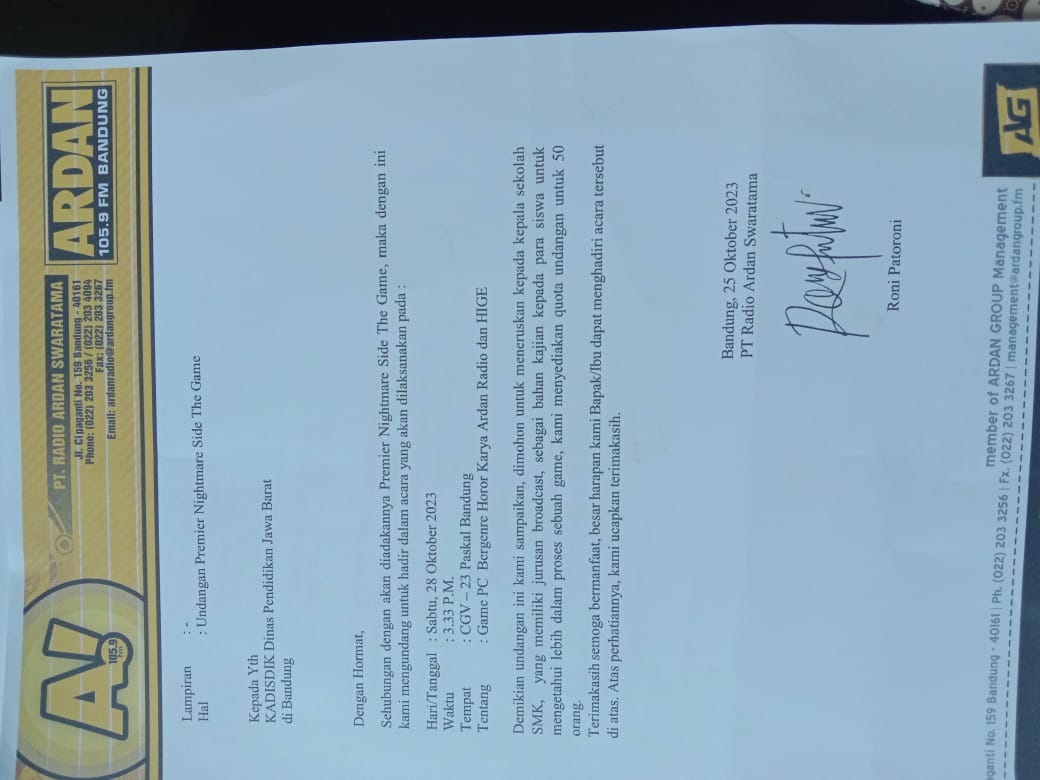 A!
105.9
fm
PT. RADIO ARDAN SWARATAMA
Jl. Cipaganti No. 159 Bandung - 40161
Phone: (022) 203 3256 / (022) 203 4094
Fax: (022) 203 3267
Email: ardanradio@ardangroup.fm
ARDAN
105.9 FM BANDUNG
Lampiran : -
Hal : Undangan Premier Nightmare Side The Game
Kepada Yth
KADISDIK Dinas Pendidikan Jawa Barat
di Bandung
Dengan Hormat,
Sehubungan dengan akan diadakannya Premier Nightmare Side The Game, maka dengan ini
kami mengundang untuk hadir dalam acara yang akan dilaksanakan pada :
Hari/Tanggal : Sabtu, 28 Oktober 2023
Waktu : 3.33 P.M.
Tempat : CGV – 23 Paskal Bandung
Tentang : Game PC Bergenre Horor Karya Ardan Radio dan HIGE
Demikian undangan ini kami sampaikan, dimohon untuk meneruskan kepada kepala sekolah
SMK, yang memiliki jurusan broadcast, sebagai bahan kajian kepada para siswa untuk
mengetahui lebih dalam proses sebuah game, kami menyediakan quota undangan untuk 50
orang.
Terimakasih semoga bermanfaat, besar harapan kami Bapak/Ibu dapat menghadiri acara tersebut
di atas. Atas perhatiannya, kami ucapkan terimakasih.
Bandung, 25 Oktober 2023
PT Radio Ardan Swaratama
Roni Patoroni
AG
member of ARDAN GROUP Management
aganti No. 159 Bandung - 40161 | Ph. (022) 203 3256 | Fx. (022) 203 3267 | management@ardangroup.fm